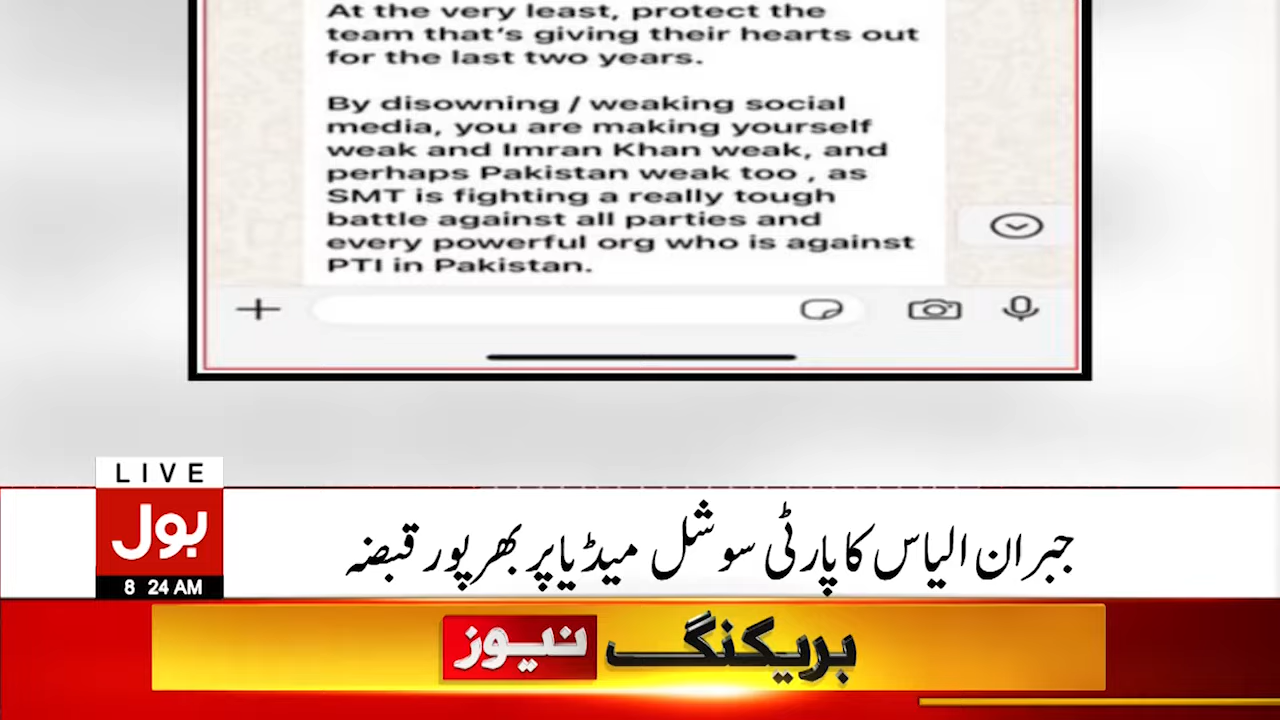 At the very least, protect the
team that's giving their hearts out
for the last two years.
By disowning / weaking social
media, you are making yourself
weak and Imran Khan weak, and
perhaps Pakistan weak too , as
SMT is fighting a really tough
battle against all parties and
every powerful org who is against
PTI in Pakistan.
LIVE
بول
8 24 AM
جبران الیاس کا پارٹی سوشل میڈیا پر بھرپور قبضہ
بریکنگ نیوز